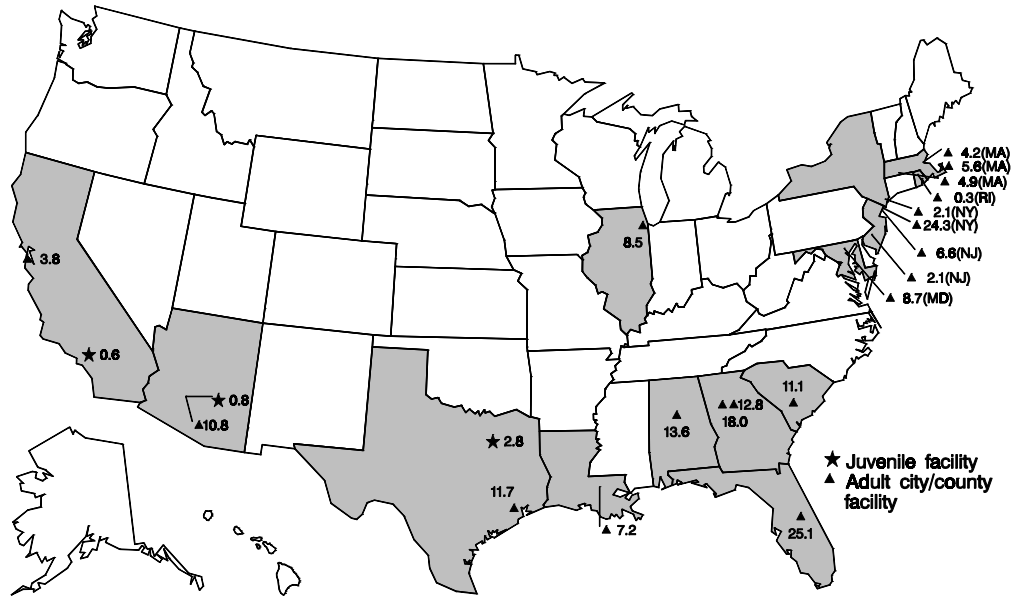 4.2(MA)
5.6(MA)
4.9(MA)
0.3(RI)
2.1(NY)
24.3(NY)
8.5
6.6(NJ)
3.8
2.1(NJ)
8.7(MD)
0.6
11.1
0.8
12.8
10.8
18.0
13.6
2.8
Juvenile facility
Adult city/county
facility
11.7
7.2
25.1